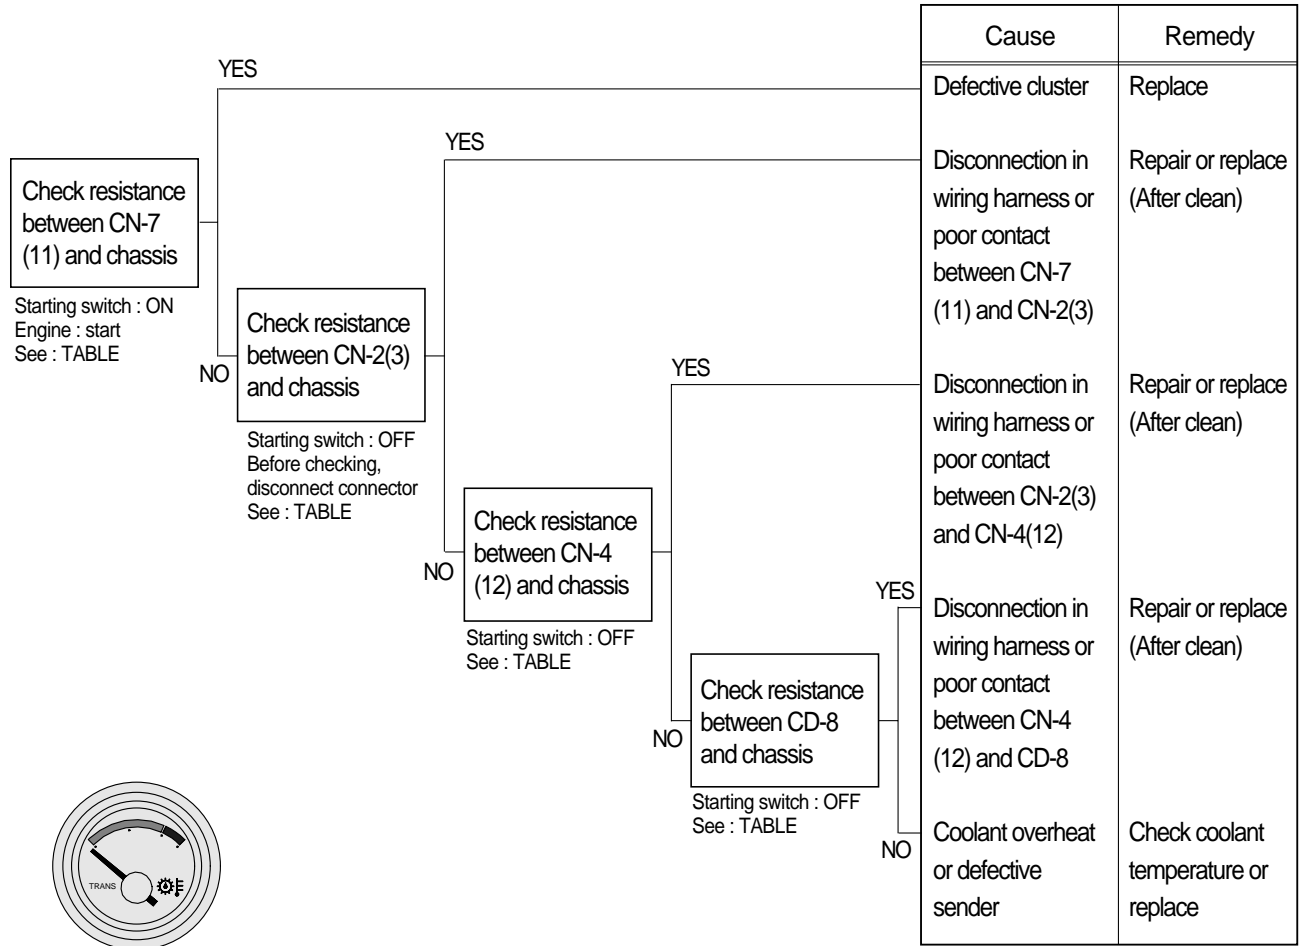 Cause
Remedy
YES
Defective cluster
Replace
YES
Check resistance
between CN-7
(11) and chassis
Starting switch : ON
Engine : start
See : TABLE
Disconnection in
wiring harness or
poor contact
between CN-7
(11) and CN-2(3)
Repair or replace
(After clean)
NO
Check resistance
between CN-2(3)
and chassis
Starting switch : OFF
Before checking,
disconnect connector
See : TABLE
YES
Disconnection in
wiring harness or
poor contact
between CN-2(3)
and CN-4(12)
Repair or replace
(After clean)
NO
Check resistance
between CN-4
(12) and chassis
Starting switch : OFF
See : TABLE
YES
Disconnection in
wiring harness or
poor contact
between CN-4
(12) and CD-8
Repair or replace
(After clean)
NO
Check resistance
between CD-8
and chassis
Starting switch : OFF
See : TABLE
NO
Coolant overheat
or defective
sender
Check coolant
temperature or
replace
TRANS